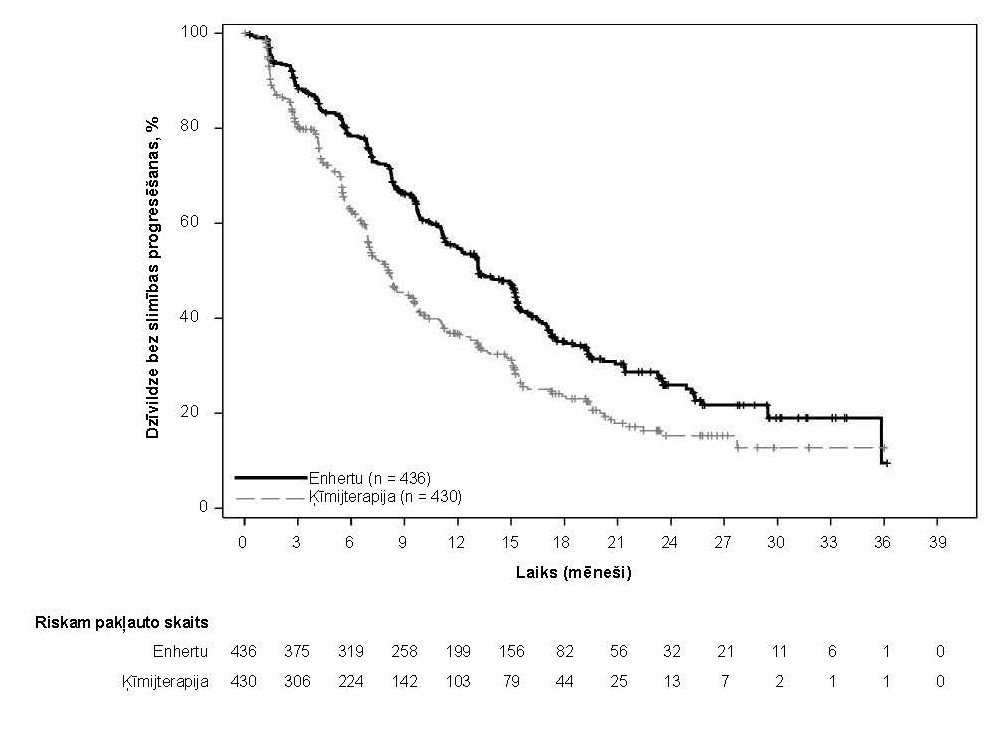 100
80
60
40
20
0
Dzīvildze bez slimības progresēšanas, %
Enhertu (n = 436)
Ķīmijterapija (n = 430)
0 3 6 9 12 15 18 21 24 27 30 33 36 39
Laiks (mēneši)
Riskam pakļauto skaits
Enhertu 436 375 319 258 199 156 82 56 32 21 11 6 1 0
Ķīmijterapija 430 306 224 142 103 79 44 25 13 7 2 1 1 0